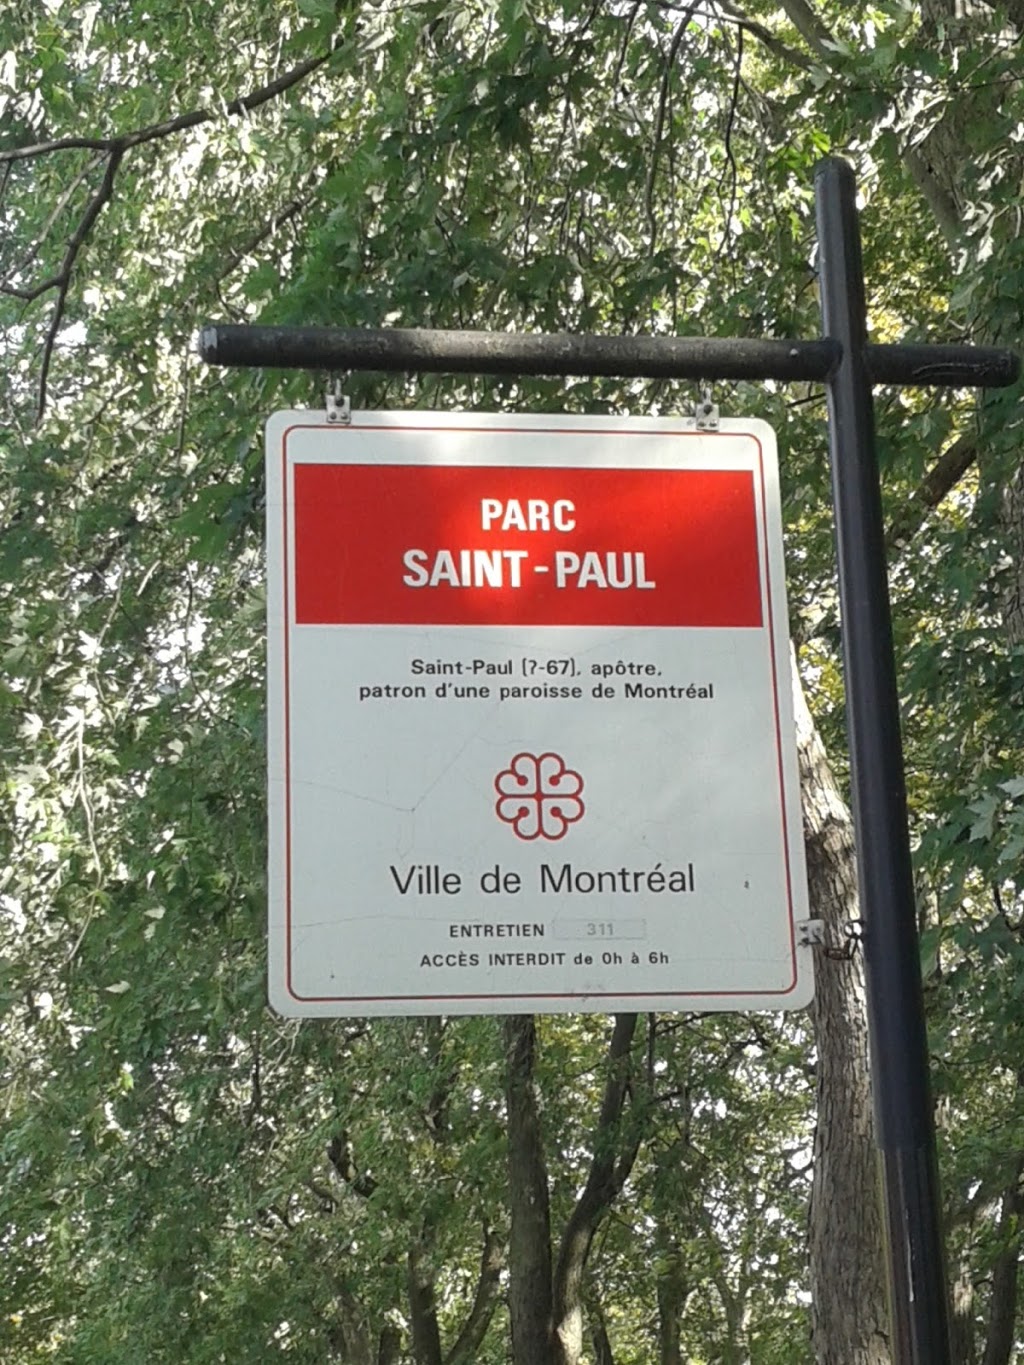 PARC
SAINT-PAUL
Saint-Paul (?-67), apôtre,
patron d'une paroisse de Montréal
Ville de Montréal
ENTRETIEN 311
ACCÈS INTERDIT de 0h à 6h